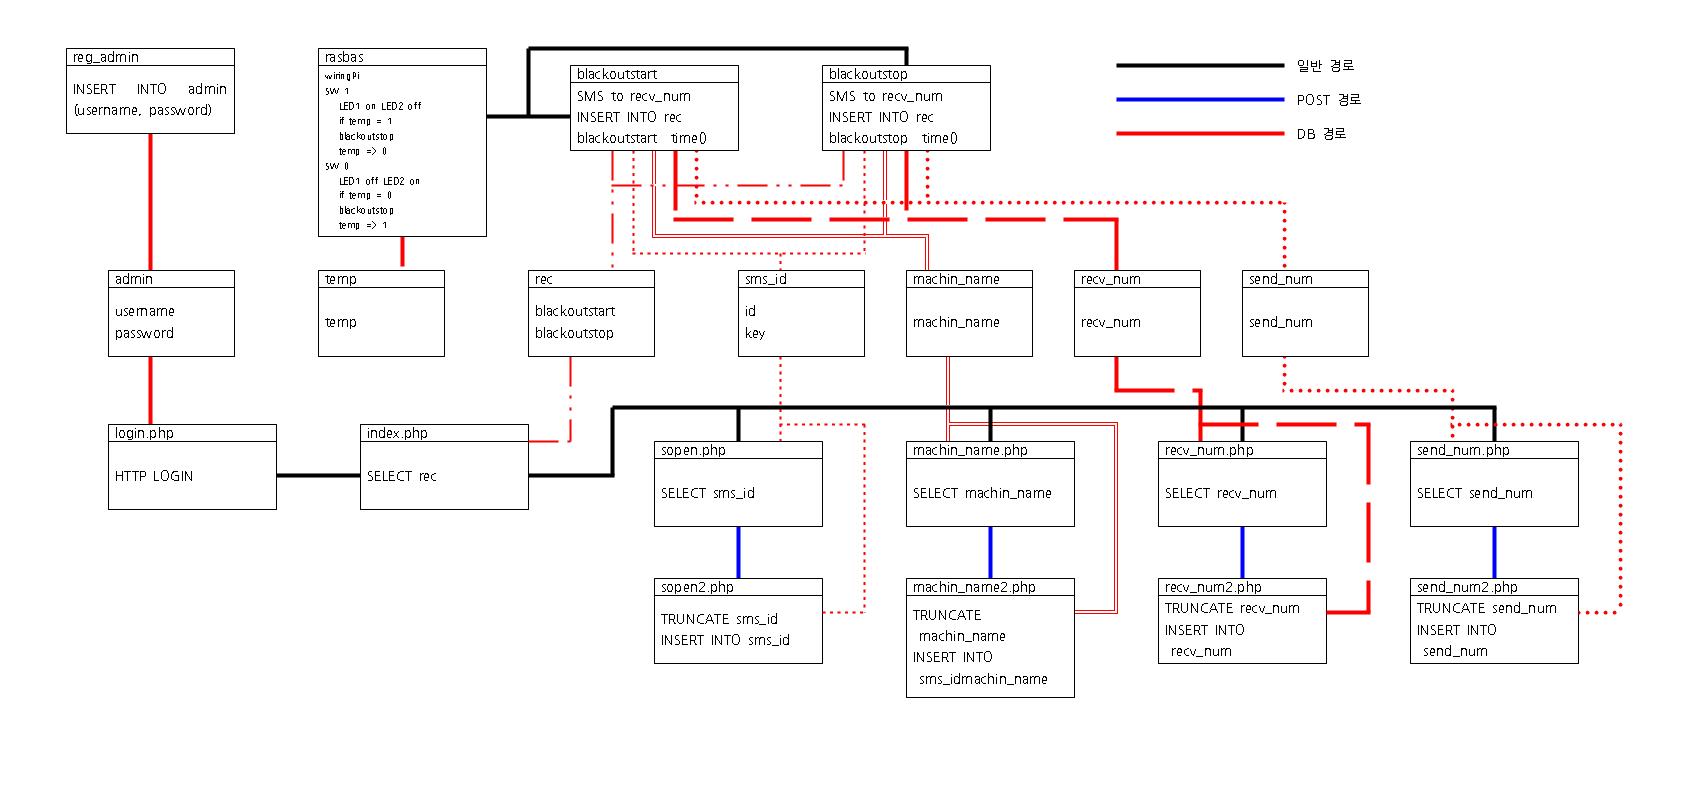 reg_admin
INSERT INTO admin
(username, password)
rasbas
wiringPi
SW 1
LED1 on LED2 off
if temp = 1
blackoutstop
temp => 0
SW 0
LED1 off LED2 on
if temp = 0
blackoutstop
temp => 1
blackoutstart
SMS to recv_num
INSERT INTO rec
blackoutstart time()
blackoutstop
SMS to recv_num
INSERT INTO rec
blackoutstop time()
일반 경로
POST 경로
DB 경로
admin
username
password
temp
temp
rec
blackoutstart
blackoutstop
sms_id
id
key
machin_name
machin_name
recv_num
recv_num
send_num
send_num
login.php
HTTP LOGIN
index.php
SELECT rec
sopen.php
SELECT sms_id
machin_name.php
SELECT machin_name
recv_num.php
SELECT recv_num
send_num.php
SELECT send_num
sopen2.php
TRUNCATE sms_id
INSERT INTO sms_id
machin_name2.php
TRUNCATE
machin_name
INSERT INTO
sms_idmachin_name
recv_num2.php
TRUNCATE recv_num
INSERT INTO
recv_num
send_num2.php
TRUNCATE send_num
INSERT INTO
send_num